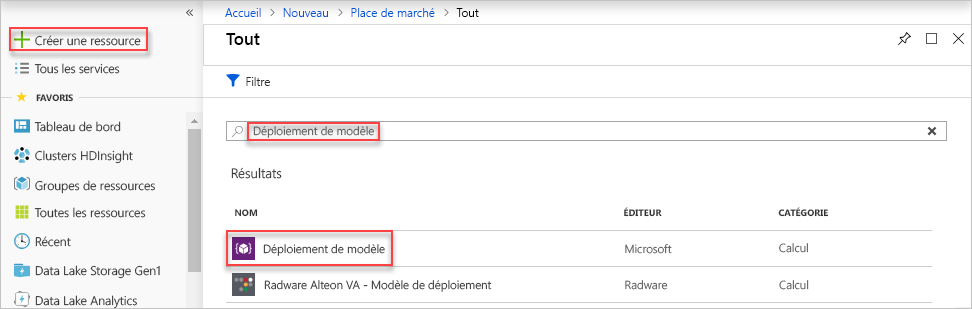 «
Créer une ressource
Tous les services
FAVORIS
Tableau de bord
Clusters HDInsight
Groupes de ressources
Toutes les ressources
Récent
Data Lake Storage Gen1
Data Lake Analytics
Accueil > Nouveau > Place de marché > Tout
Tout
Filtre
Déploiement de modèle
Résultats
NOM ÉDITEUR CATÉGORIE
Déploiement de modèle Microsoft Calcul
Radware Alteon VA - Modèle de déploiement Radware Calcul